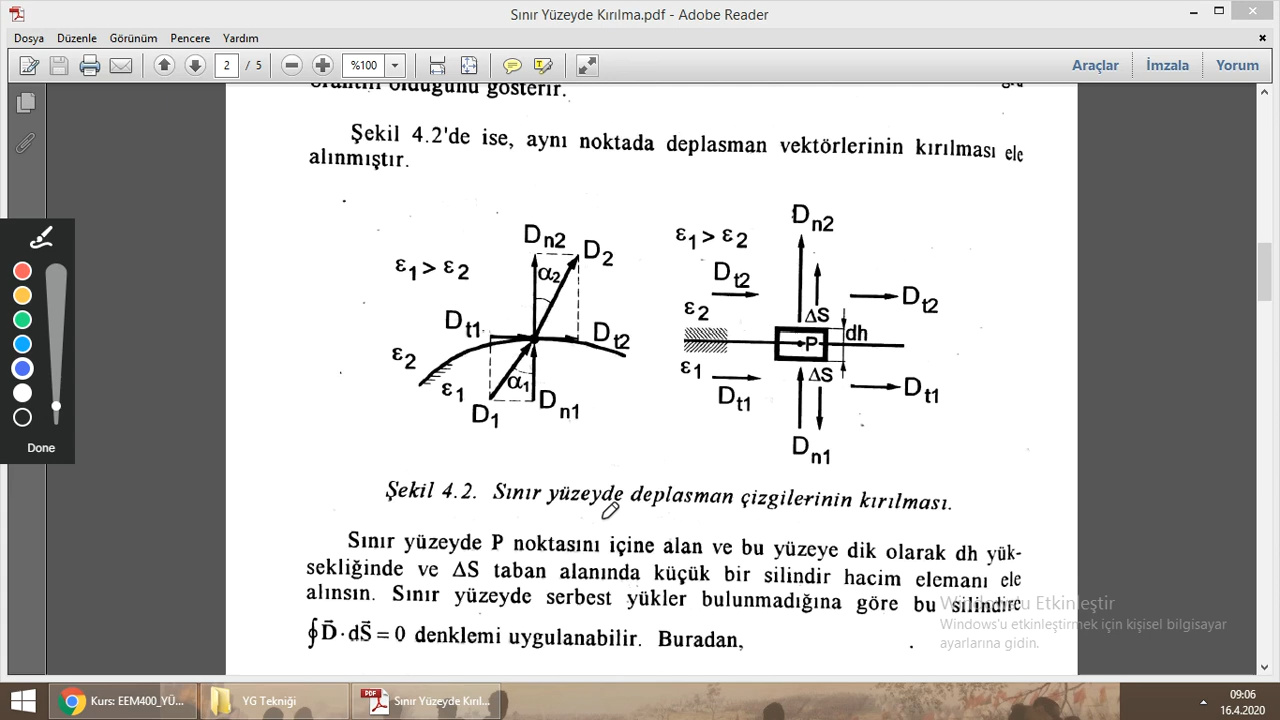 Sınır Yüzeyde Kırılma.pdf - Adobe Reader
Dosya Düzenle Görünüm Pencere Yardım
2 / 5 %100 Araçlar İmzala Yorum
orantılı olduğunu gösterir.
Şekil 4.2'de ise, aynı noktada deplasman vektörlerinin kırılması ele
alınmıştır.
ε1 > ε2
Dn2
D2
α2
Dt1
Dt2
ε2
ε1
α1
D1
Dn1
Dn2
ε1 > ε2
Dt2
Dt2
ε2
ΔS
dh
P
ε1
ΔS
Dt1
Dt1
Dn1
Şekil 4.2. Sınır yüzeyde deplasman çizgilerinin kırılması.
Sınır yüzeyde P noktasını içine alan ve bu yüzeye dik olarak dh yük-
sekliğinde ve ΔS taban alanında küçük bir silindir hacim elemanı ele
alınsın. Sınır yüzeyde serbest yükler bulunmadığına göre bu silindire
∮D⃗·dS⃗ = 0 denklemi uygulanabilir. Buradan,
Windows'u Etkinleştir
Windows'u etkinleştirmek için kişisel bilgisayar
ayarlarına gidin.
Done
Kurs: EEM400_YÜ... YG Tekniği Sınır Yüzeyde Kırıl...
09:06
16.4.2020